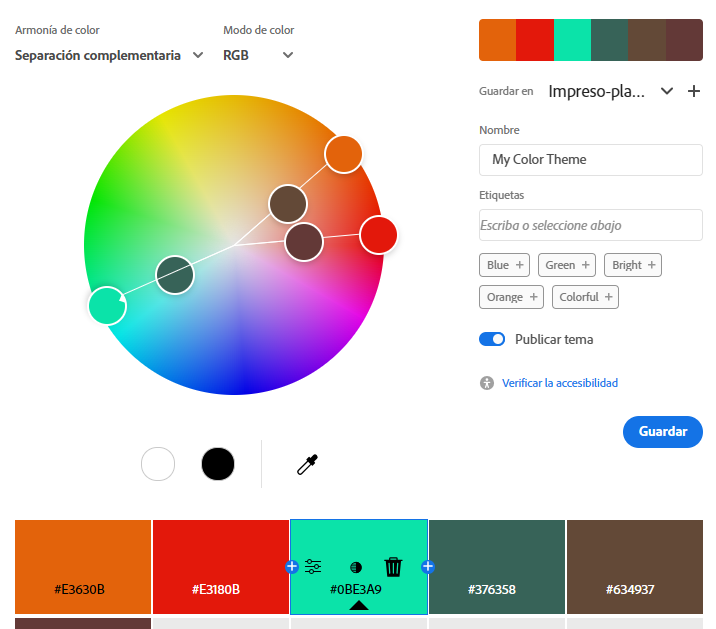 Armonía de color
Modo de color
Separación complementaria
RGB
Guardar en
Impreso-pla...
Nombre
My Color Theme
Etiquetas
Escriba o seleccione abajo
Blue +
Green +
Bright +
Orange +
Colorful +
Publicar tema
Verificar la accesibilidad
Guardar
#E3630B
#E3180B
#0BE3A9
#376358
#634937